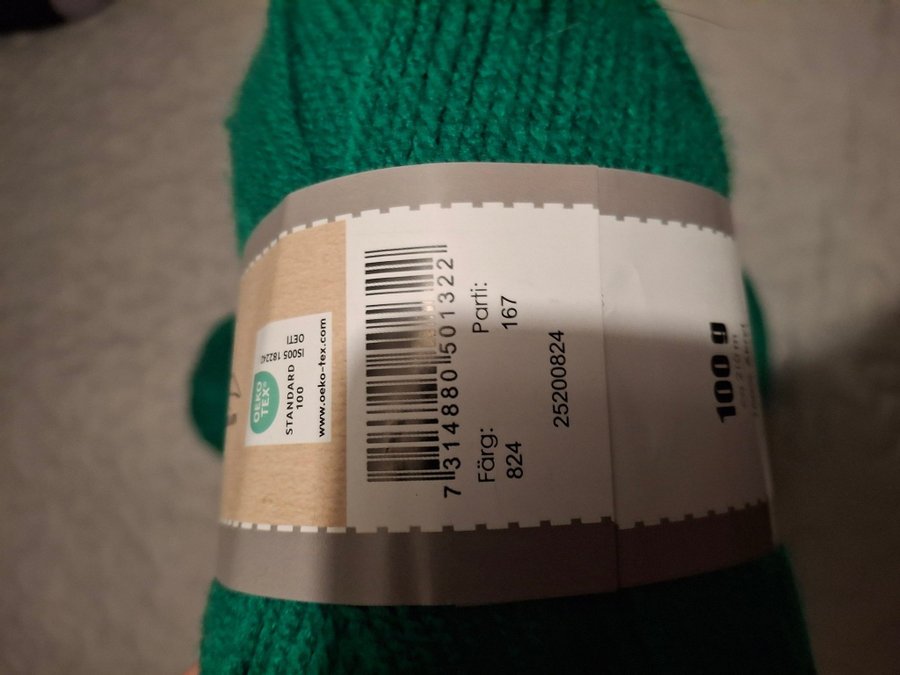 OEKO
TEX®
STANDARD
100
IS005 182242
OETI
www.oeko-tex.com
7 314880 501322
Färg:
824
Parti:
167
25200824
100 g